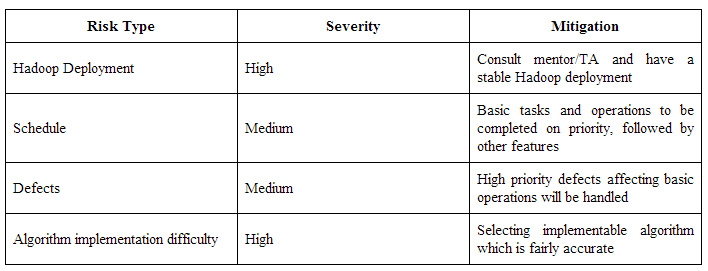 Risk Type Severity Mitigation
Hadoop Deployment High Consult mentor/TA and have a
stable Hadoop deployment
Schedule Medium Basic tasks and operations to be
completed on priority, followed by
other features
Defects Medium High priority defects affecting basic
operations will be handled
Algorithm implementation difficulty High Selecting implementable algorithm
which is fairly accurate